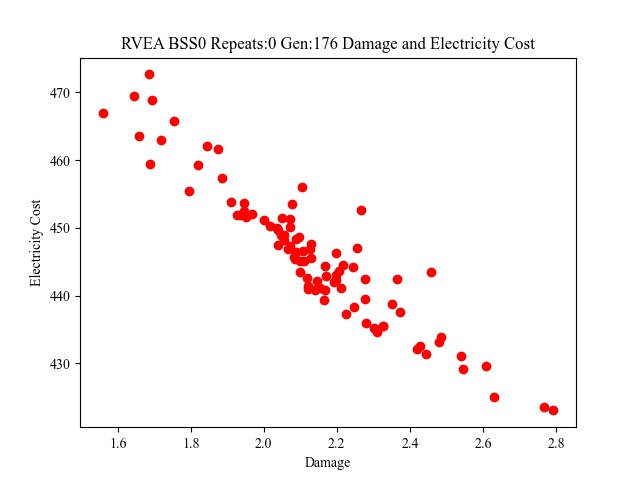 RVEA BSS0 Repeats:0 Gen:176 Damage and Electricity Cost
470
460
450
440
430
Electricity Cost
1.6 1.8 2.0 2.2 2.4 2.6 2.8
Damage